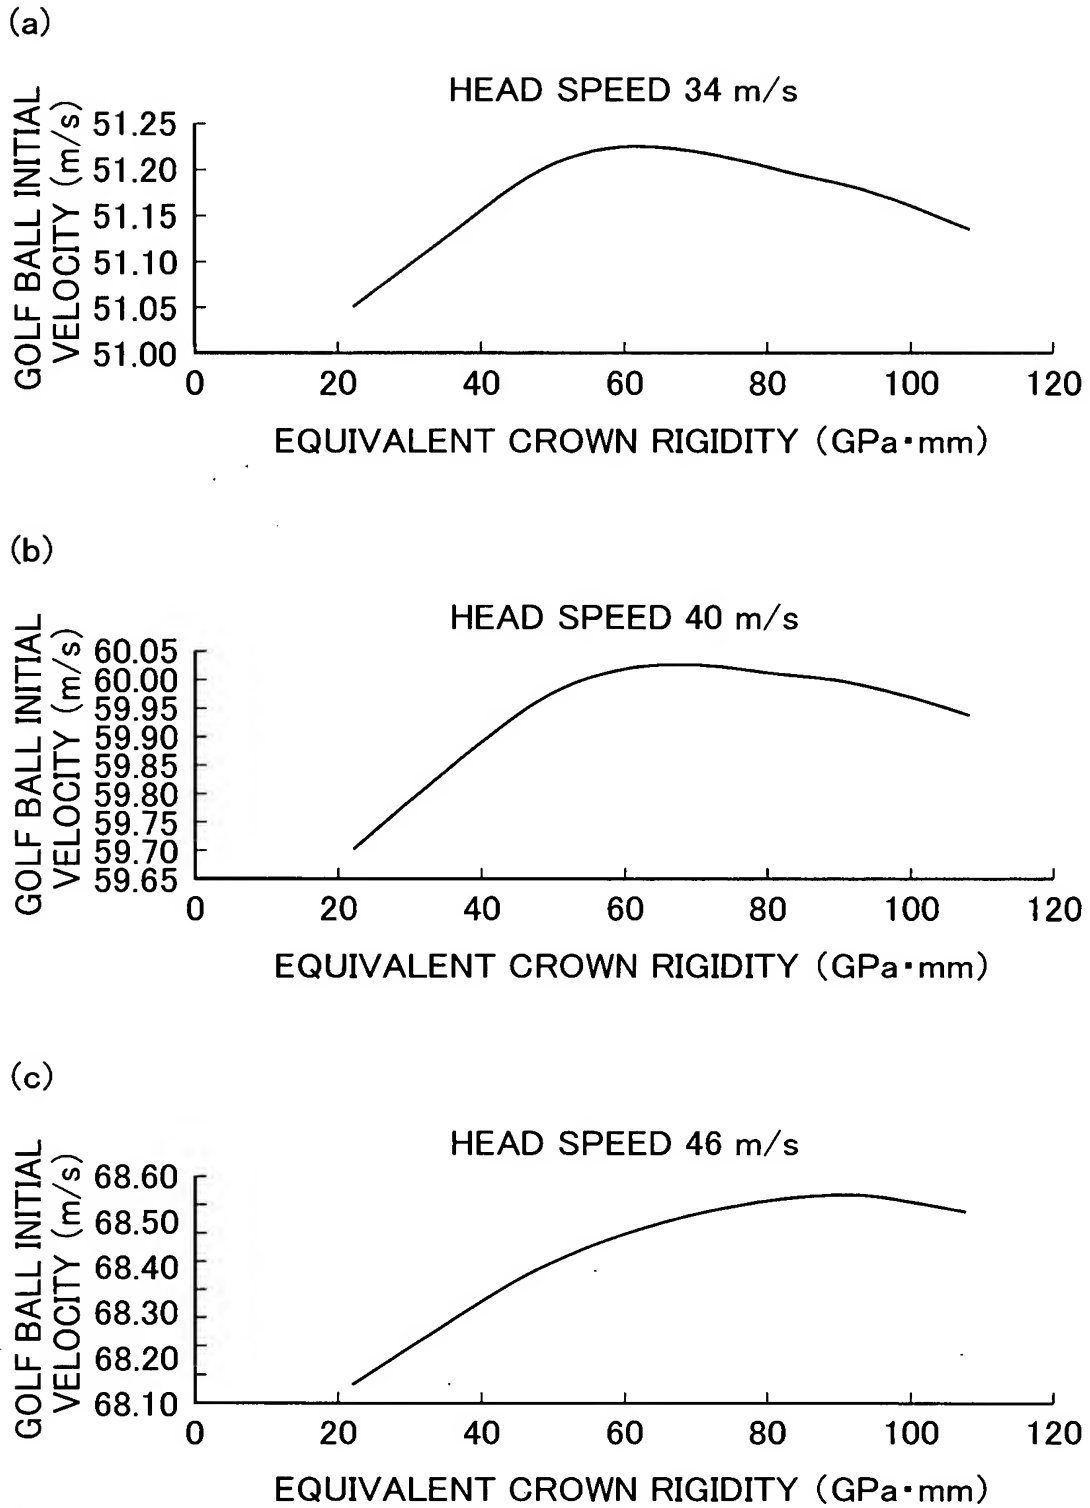 (a)
HEAD SPEED 34 m/s
GOLF BALL INITIAL
VELOCITY (m/s)
51.25
51.20
51.15
51.10
51.05
51.00
0 20 40 60 80 100 120
EQUIVALENT CROWN RIGIDITY (GPa·mm)
(b)
HEAD SPEED 40 m/s
GOLF BALL INITIAL
VELOCITY (m/s)
60.05
60.00
59.95
59.90
59.85
59.80
59.75
59.70
59.65
0 20 40 60 80 100 120
EQUIVALENT CROWN RIGIDITY (GPa·mm)
(c)
HEAD SPEED 46 m/s
GOLF BALL INITIAL
VELOCITY (m/s)
68.60
68.50
68.40
68.30
68.20
68.10
0 20 40 60 80 100 120
EQUIVALENT CROWN RIGIDITY (GPa·mm)